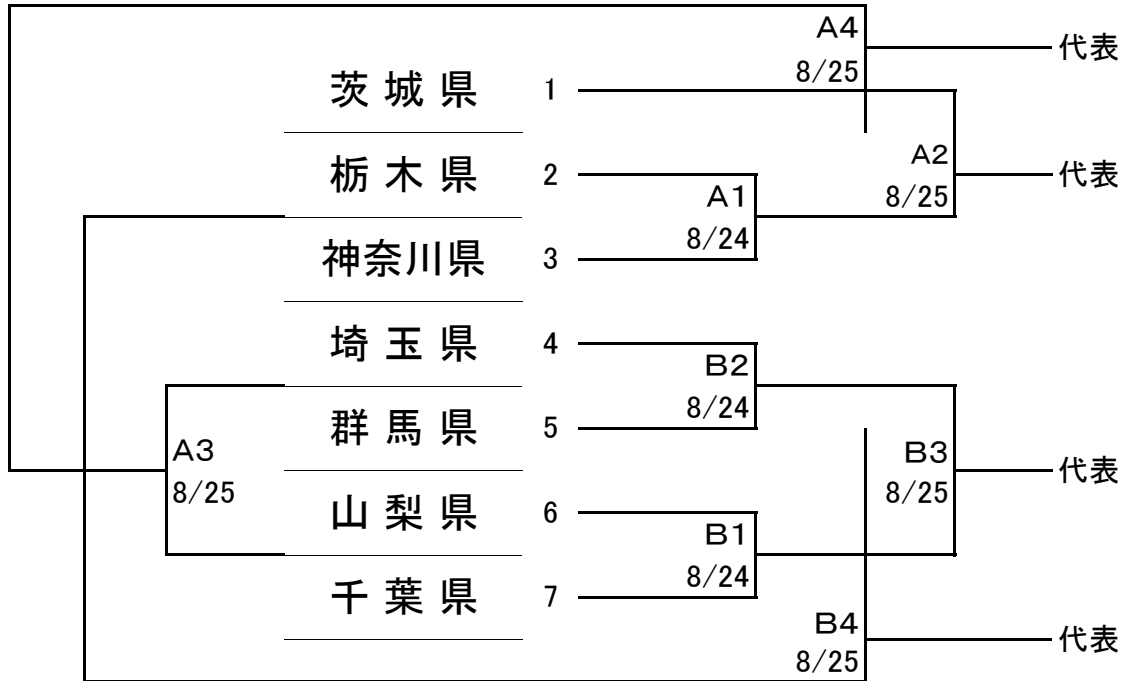 A4
8/25
代表
茨城県 1
栃木県 2
A2
8/25
代表
A1
8/24
神奈川県 3
埼玉県 4
B2
8/24
群馬県 5
A3
8/25
B3
8/25
代表
山梨県 6
B1
8/24
千葉県 7
B4
8/25
代表